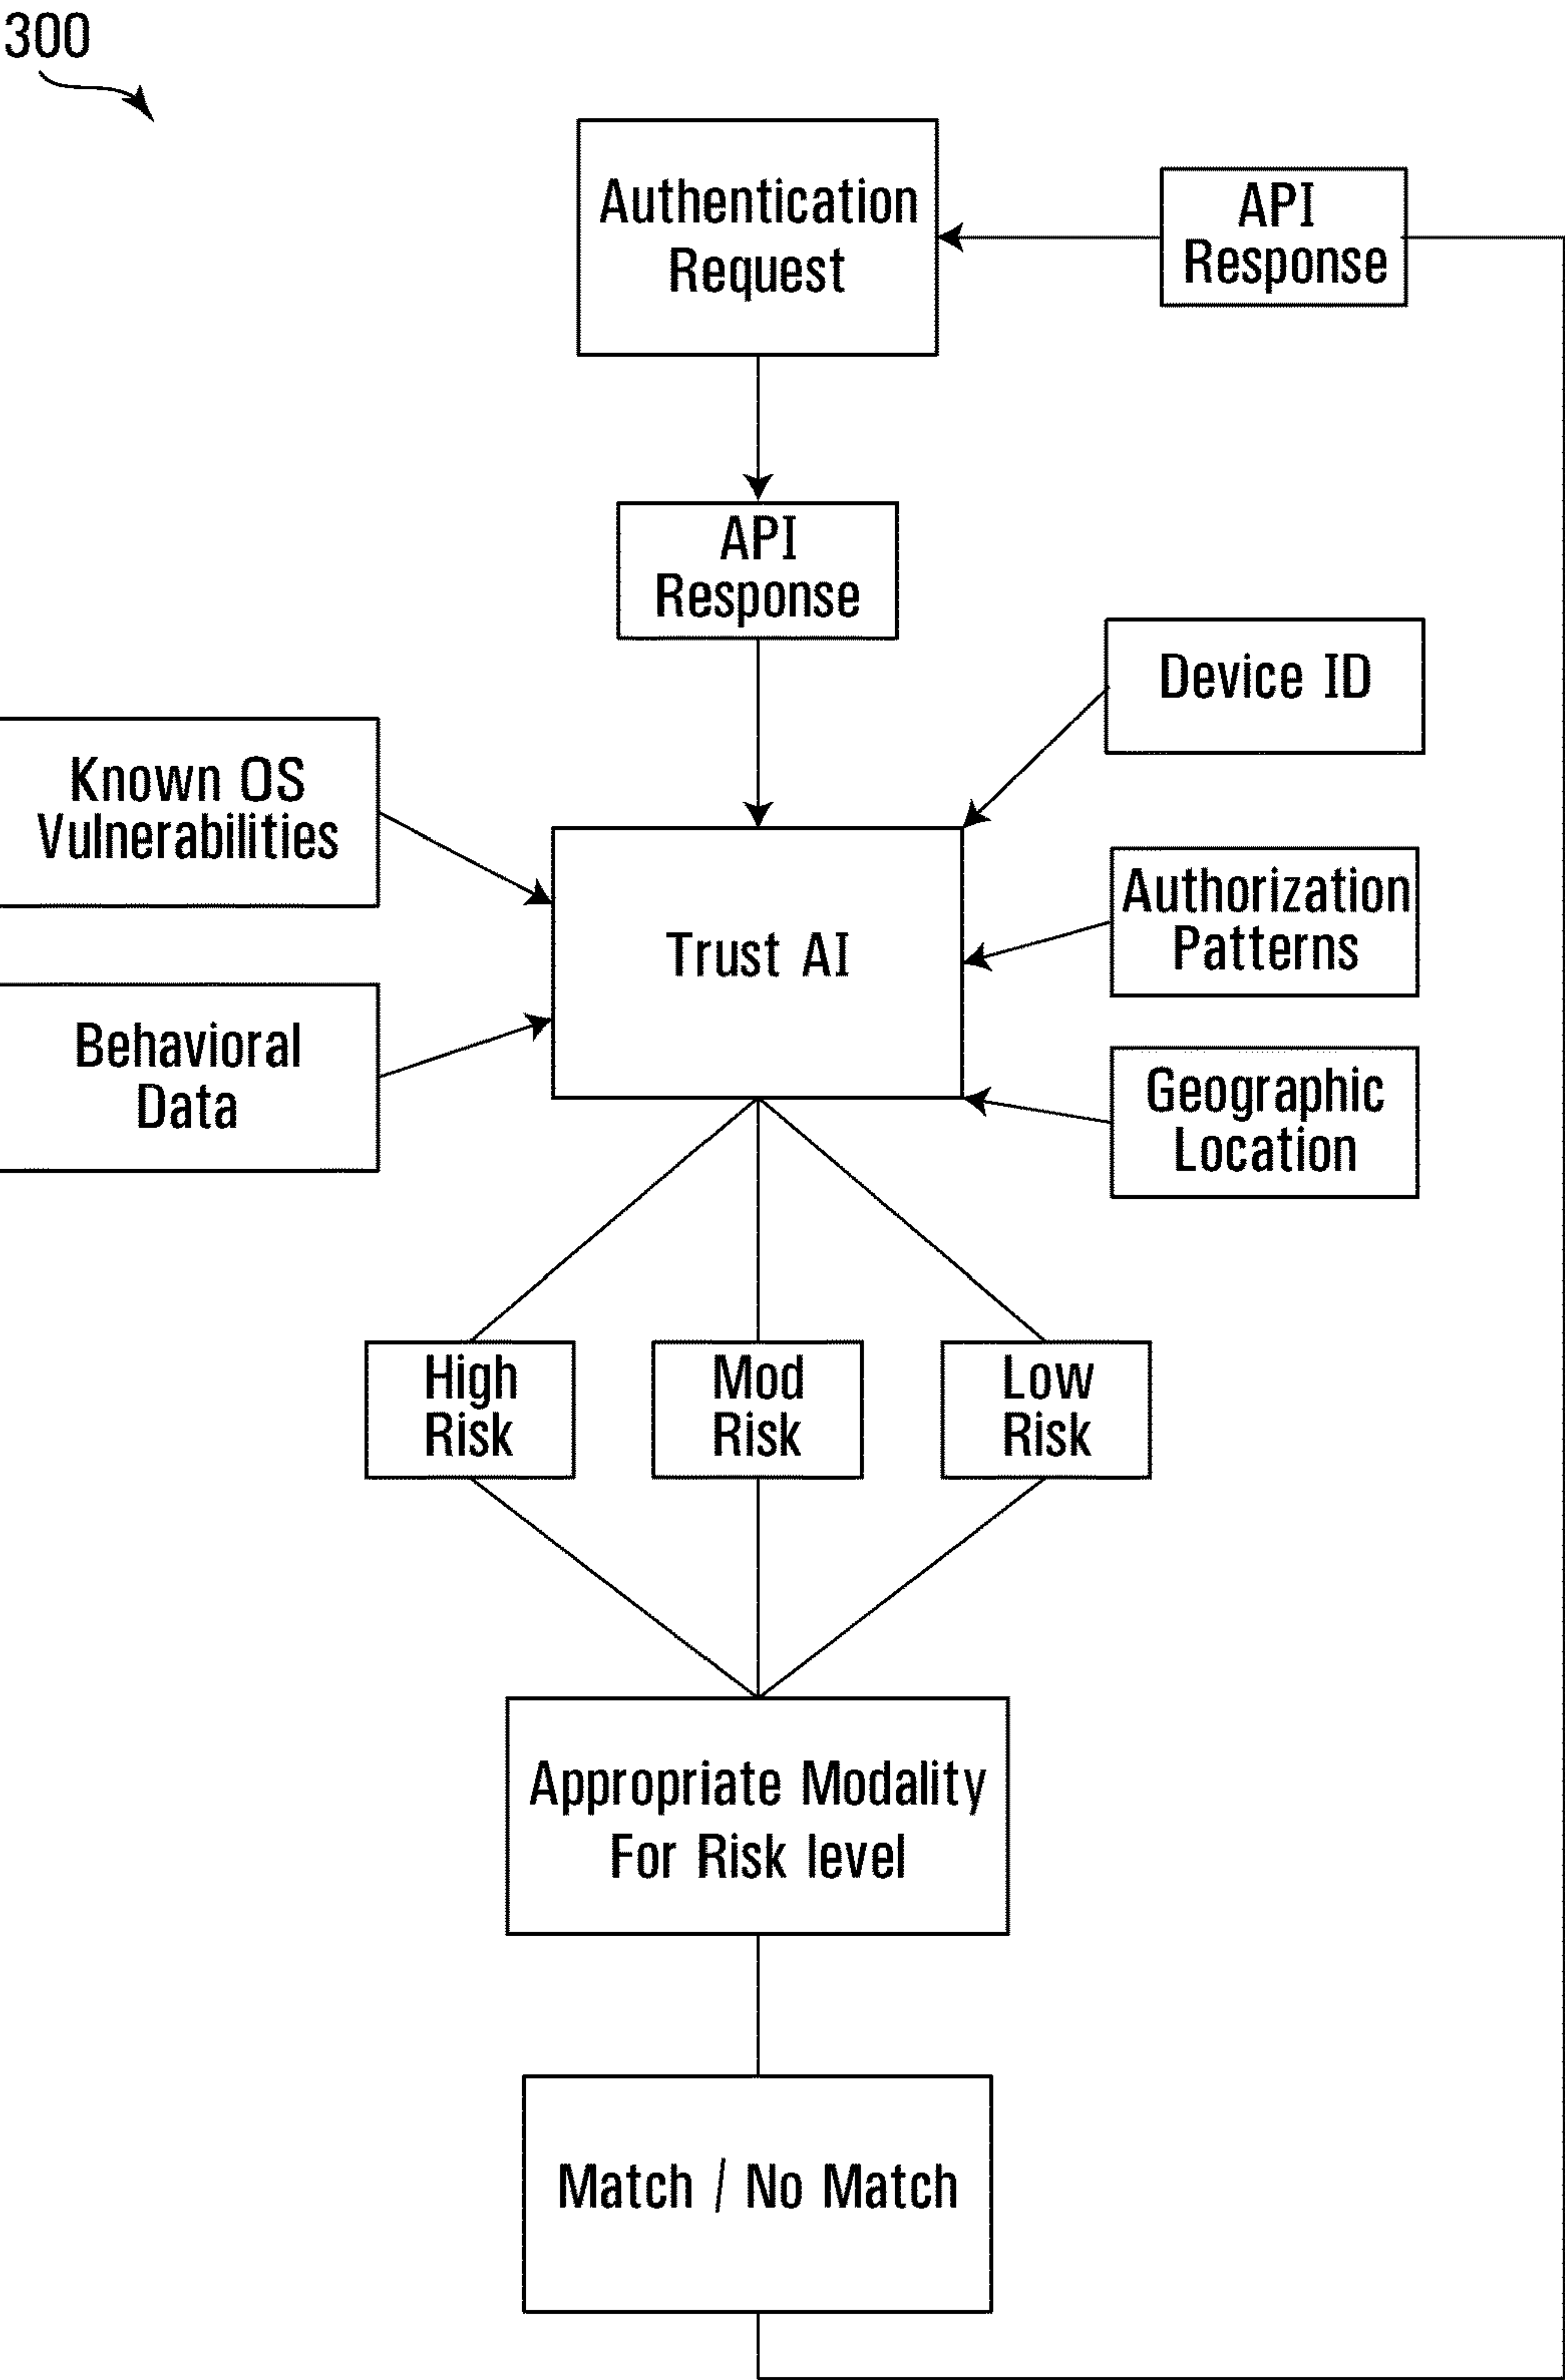 300
Authentication
Request
API
Response
API
Response
Device ID
Known OS
Vulnerabilities
Trust AI
Authorization
Patterns
Behavioral
Data
Geographic
Location
High
Risk
Mod
Risk
Low
Risk
Appropriate Modality
For Risk level
Match / No Match